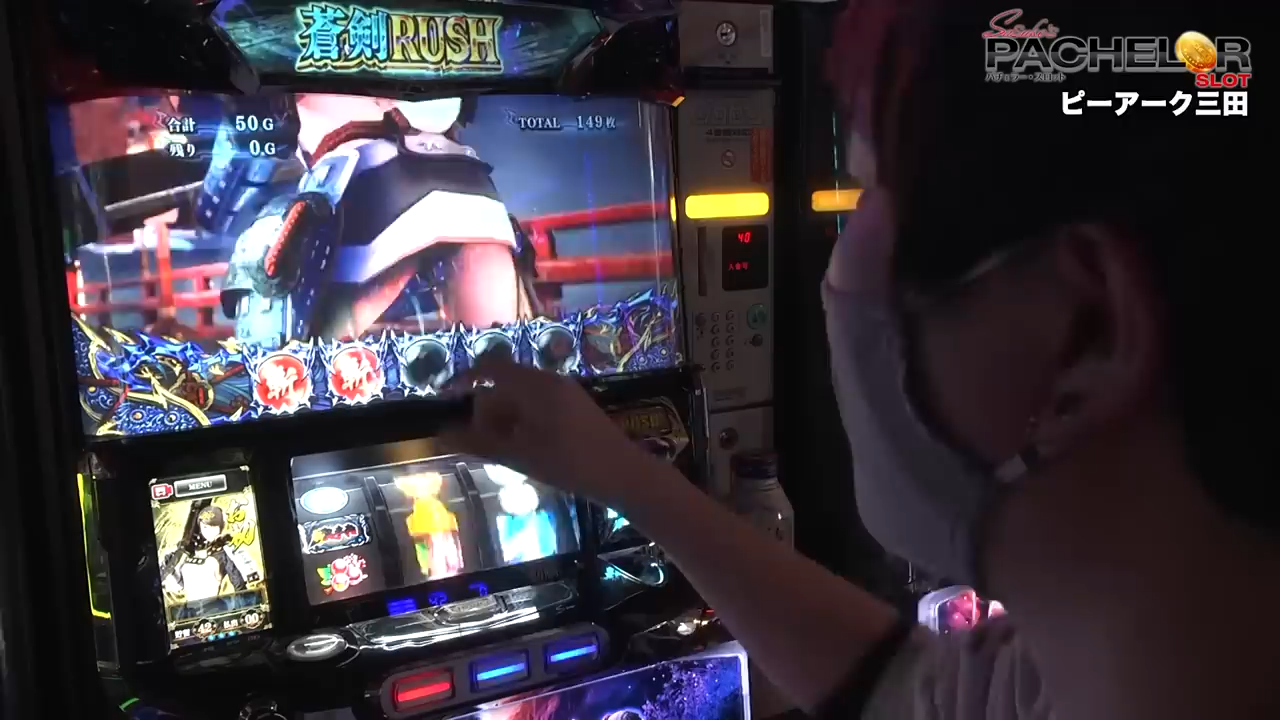 蒼剣RUSH
合計 50G
残り 0G
TOTAL 149枚
PACHELOR
パチェラー・スロット
SLOT
ピーアーク三田
40
斬 斬
MENU